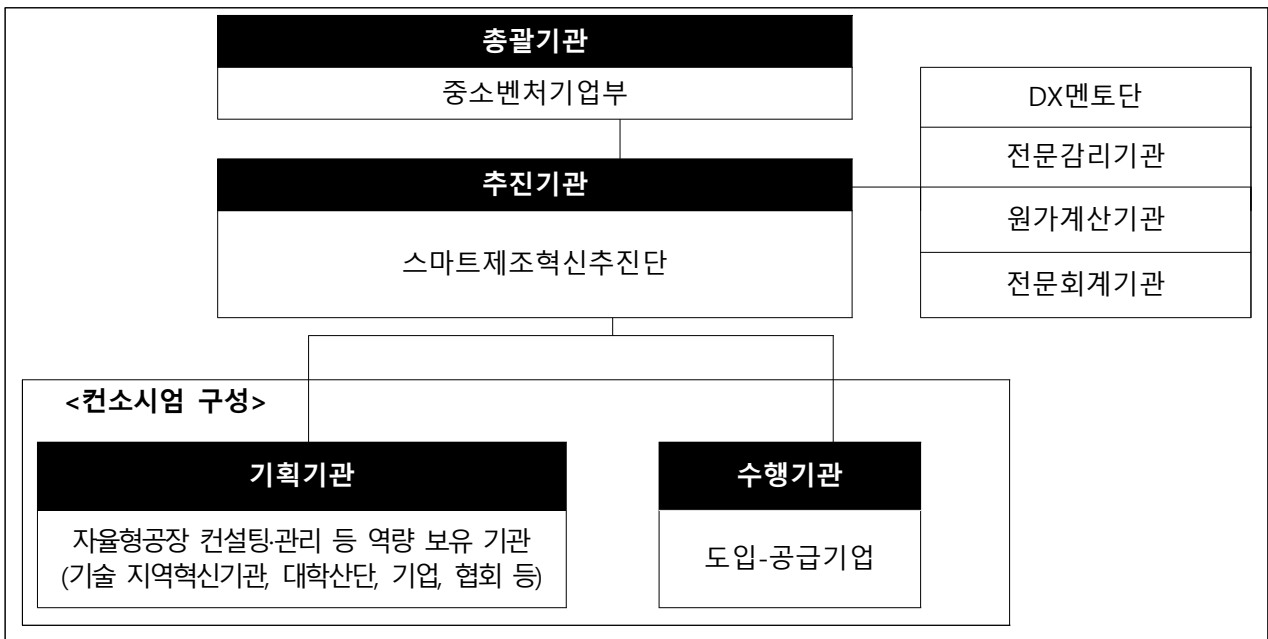 총괄기관
중소벤처기업부
DX멘토단
전문감리기관
추진기관
원가계산기관
스마트제조혁신추진단
전문회계기관
<컨소시엄 구성>
기획기관
수행기관
자율형공장 컨설팅·관리 등 역량 보유 기관
(기술 지역혁신기관, 대학산단, 기업, 협회 등)
도입-공급기업